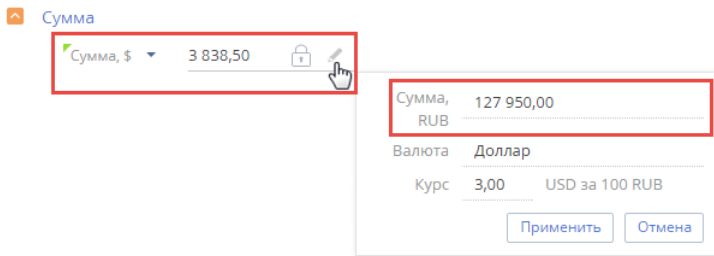 Сумма
Сумма, $ 3 838,50
Сумма, RUB 127 950,00
Валюта Доллар
Курс 3,00 USD за 100 RUB
Применить Отмена